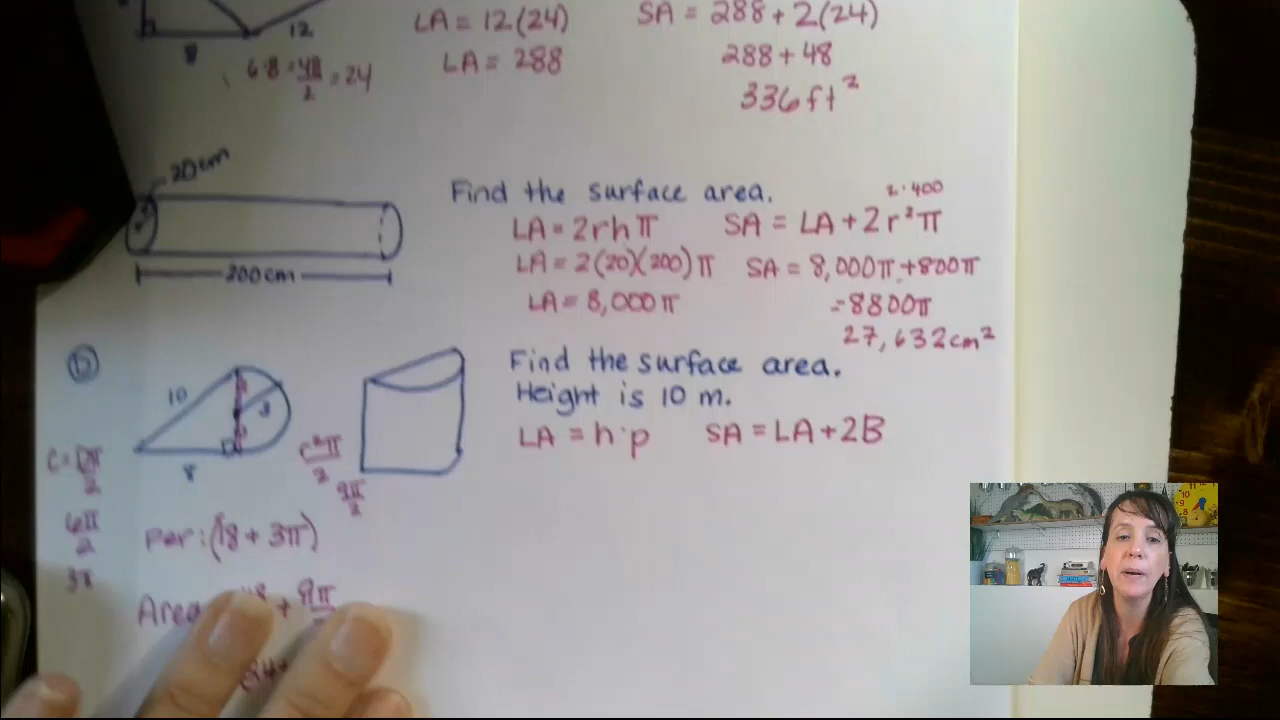 8
12
6·8 = 48/2 = 24
LA = 12(24)
LA = 288
SA = 288 + 2(24)
288 + 48
336 ft²
20cm
200cm
Find the surface area.
2·400
LA = 2rhπ
SA = LA + 2r²π
LA = 2(20)(200)π
SA = 8,000π + 800π
LA = 8,000π
= 8800π
27,632cm²
b
10
3
8
Find the surface area.
Height is 10 m.
LA = h·p
SA = LA + 2B
r²π/2
9π/2
C = Dπ/2
6π/2
3π
Per: (18 + 3π)
Area
+ 9π